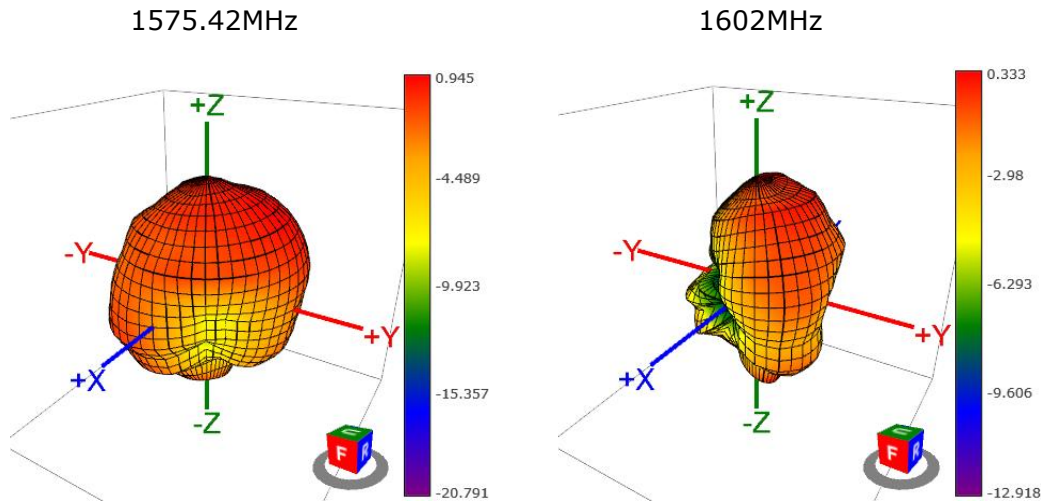 1575.42MHz
0.945
-4.489
-9.923
-15.357
-20.791
+Z
-Y
+Y
+X
-Z
F
R
1602MHz
0.333
-2.98
-6.293
-9.606
-12.918
+Z
-Y
+Y
+X
-Z
F
R